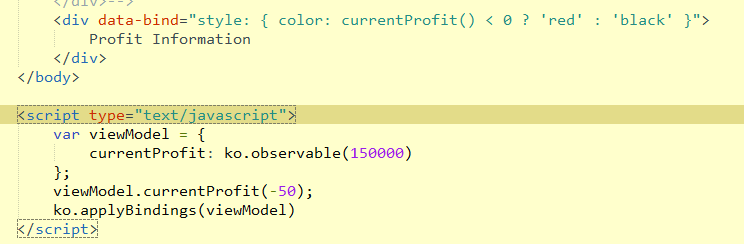 </div>-->
<div data-bind="style: { color: currentProfit() < 0 ? 'red' : 'black' }">
Profit Information
</div>
</body>
<script type="text/javascript">
var viewModel = {
currentProfit: ko.observable(150000)
};
viewModel.currentProfit(-50);
ko.applyBindings(viewModel)
</script>